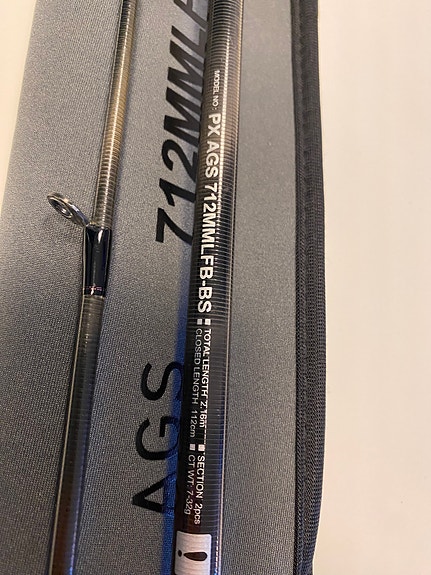 MODEL NO : PX AGS 712MMLFB-BS
■ TOTAL LENGTH 2.16m ■ SECTION 2pcs
■ CLOSED LENGTH 112cm ■ CT WT: 7-32g
AGS 712MMLF